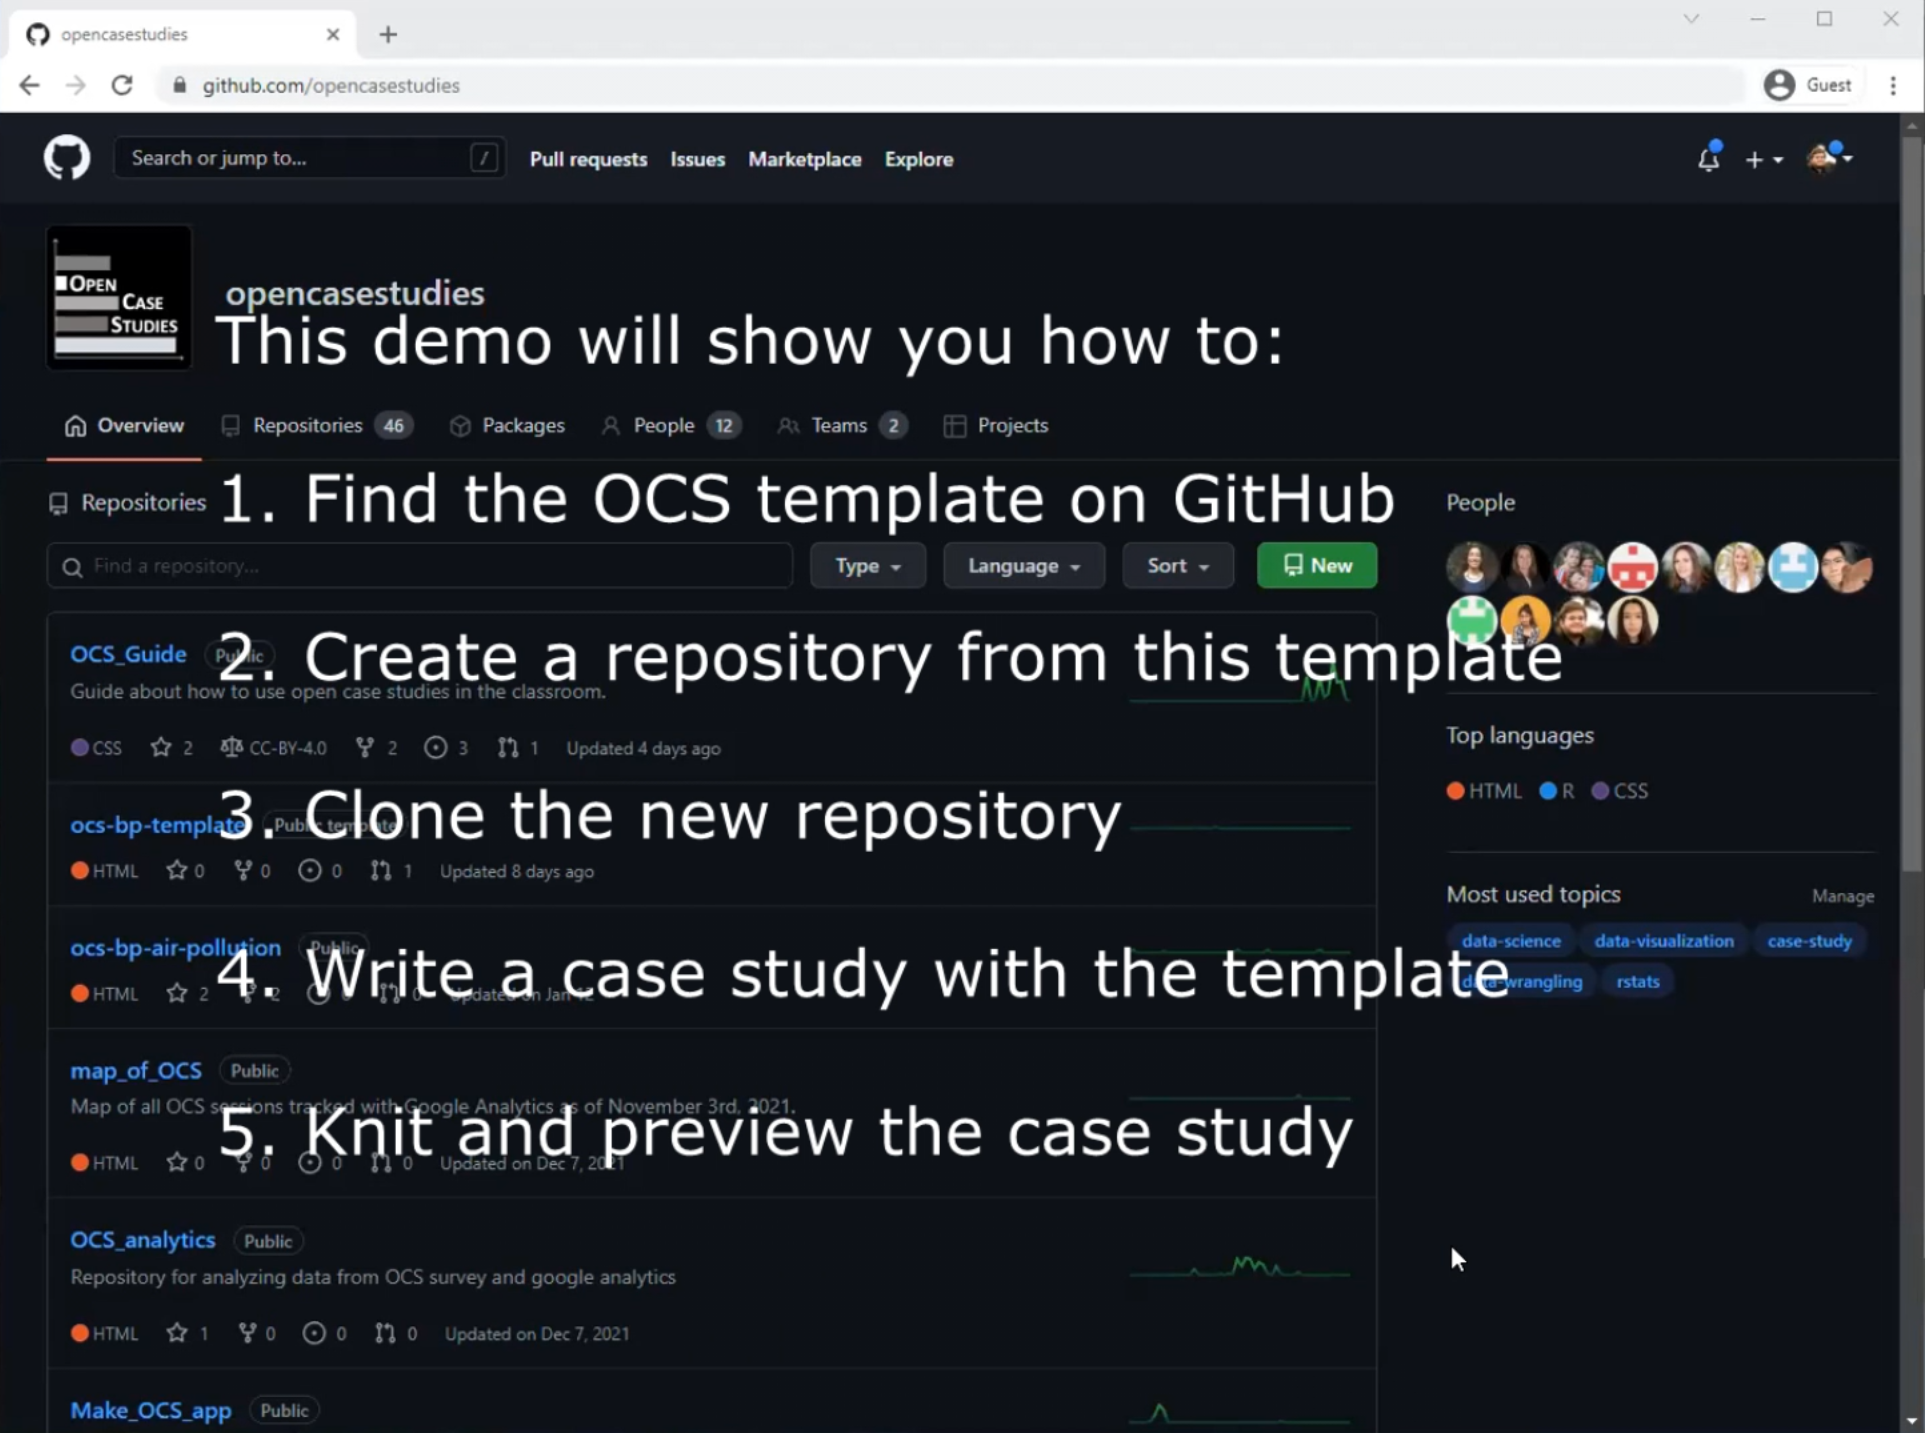 opencasestudies
github.com/opencasestudies
Guest
Search or jump to...
/
Pull requests
Issues
Marketplace
Explore
OPEN
CASE
STUDIES
opencasestudies
This demo will show you how to:
Overview
Repositories 46
Packages
People 12
Teams 2
Projects
Repositories
1. Find the OCS template on GitHub
People
Find a repository...
Type
Language
Sort
New
OCS_Guide Public
2. Create a repository from this template
Guide about how to use open case studies in the classroom.
CSS 2 CC-BY-4.0 2 3 1 Updated 4 days ago
Top languages
HTML R CSS
ocs-bp-template Public template
3. Clone the new repository
HTML 0 0 0 1 Updated 8 days ago
Most used topics
Manage
data-science data-visualization case-study
data-wrangling rstats
ocs-bp-air-pollution Public
4. Write a case study with the template
HTML 2 2 0 0 Updated on Jan 12
map_of_OCS Public
Map of all OCS sessions tracked with Google Analytics as of November 3rd, 2021.
5. Knit and preview the case study
HTML 0 0 0 0 Updated on Dec 7, 2021
OCS_analytics Public
Repository for analyzing data from OCS survey and google analytics
HTML 1 0 0 0 Updated on Dec 7, 2021
Make_OCS_app Public